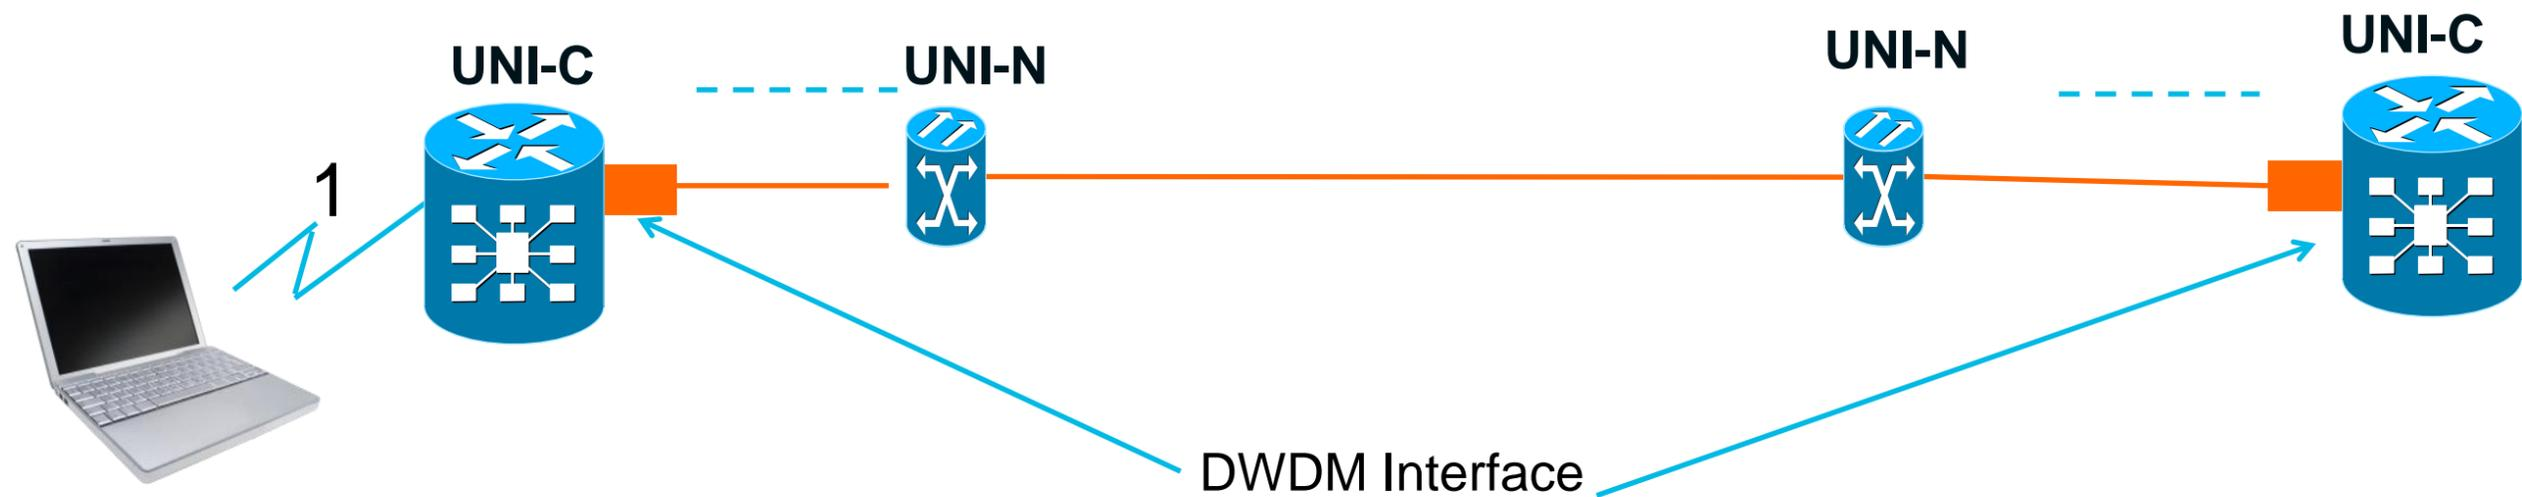 UNI-C
UNI-N
UNI-N
UNI-C
1
DWDM Interface